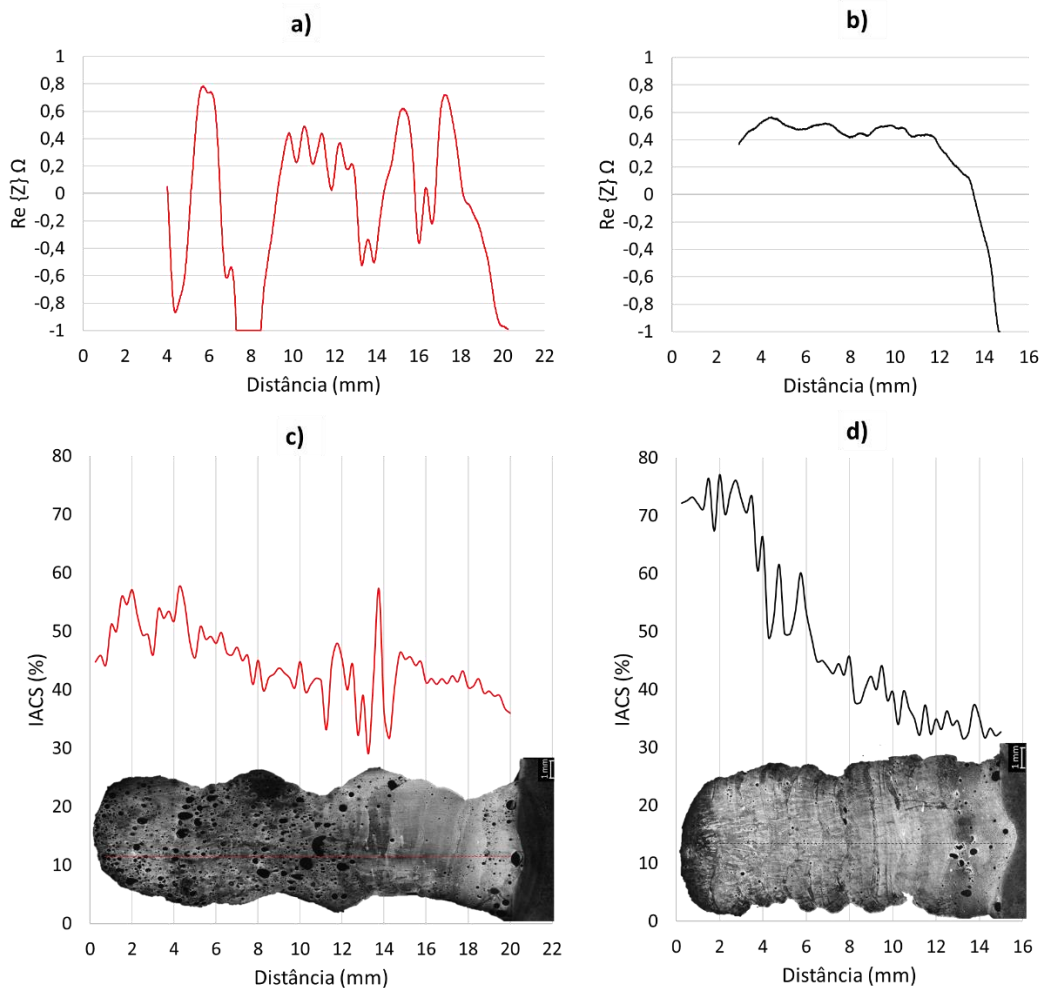 a)
1
0,8
0,6
0,4
0,2
0
-0,2
-0,4
-0,6
-0,8
-1
Re {Z} Ω
0 2 4 6 8 10 12 14 16 18 20 22
Distância (mm)
b)
1
0,8
0,6
0,4
0,2
0
-0,2
-0,4
-0,6
-0,8
-1
Re {Z} Ω
0 2 4 6 8 10 12 14 16
Distância (mm)
c)
80
70
60
50
40
30
20
10
0
IACS (%)
1 mm
0 2 4 6 8 10 12 14 16 18 20 22
Distância (mm)
d)
80
70
60
50
40
30
20
10
0
IACS (%)
1 mm
0 2 4 6 8 10 12 14 16
Distância (mm)